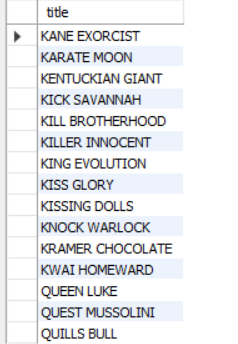 title
KANE EXORCIST
KARATE MOON
KENTUCKIAN GIANT
KICK SAVANNAH
KILL BROTHERHOOD
KILLER INNOCENT
KING EVOLUTION
KISS GLORY
KISSING DOLLS
KNOCK WARLOCK
KRAMER CHOCOLATE
KWAI HOMEWARD
QUEEN LUKE
QUEST MUSSOLINI
QUILLS BULL